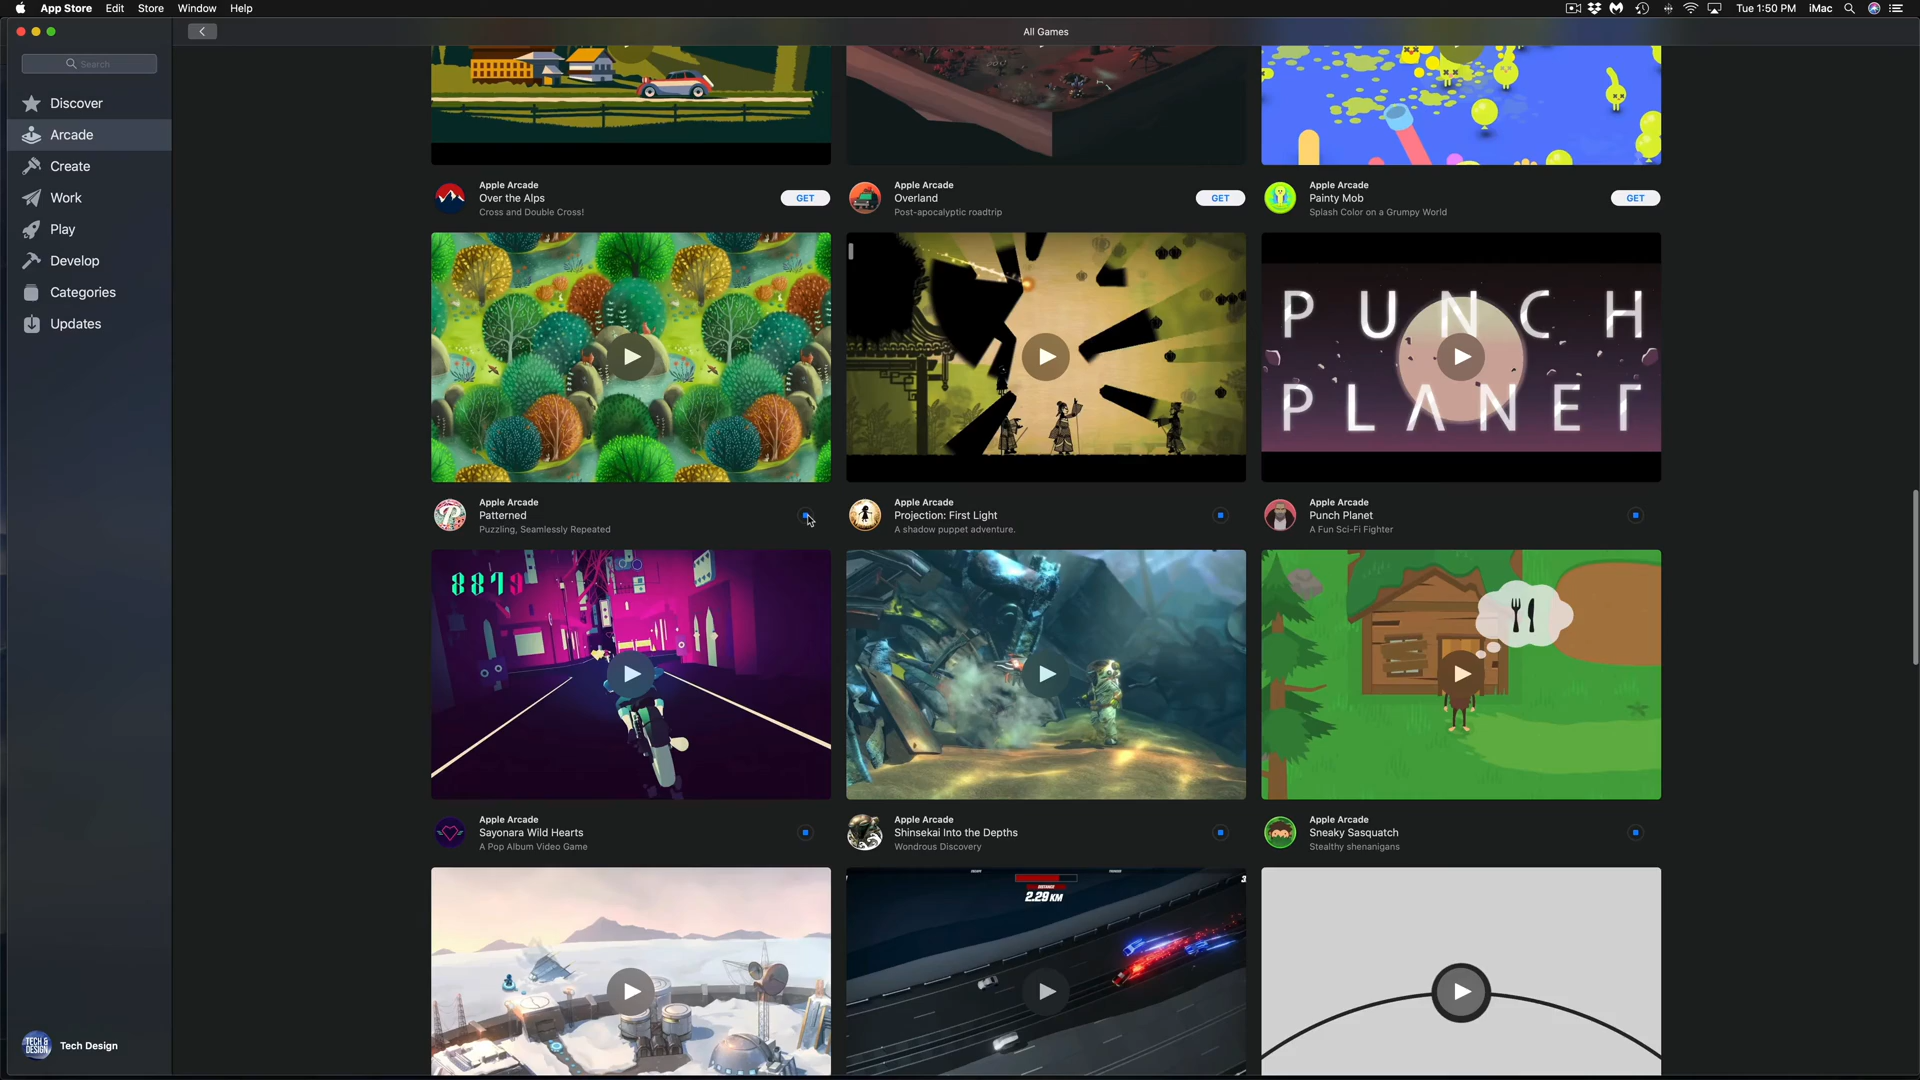 App Store Edit Store Window Help
Tue 1:50 PM iMac
All Games
Search
Discover
Arcade
Create
Work
Play
Develop
Categories
Updates
TECH & DESIGN
Tech Design
Apple Arcade
Over the Alps
Cross and Double Cross!
GET
Apple Arcade
Overland
Post-apocalyptic roadtrip
GET
Apple Arcade
Painty Mob
Splash Color on a Grumpy World
GET
PUNCH
PLANET
Apple Arcade
Patterned
Puzzling, Seamlessly Repeated
Apple Arcade
Projection: First Light
A shadow puppet adventure.
Apple Arcade
Punch Planet
A Fun Sci-Fi Fighter
Apple Arcade
Sayonara Wild Hearts
A Pop Album Video Game
Apple Arcade
Shinsekai Into the Depths
Wondrous Discovery
Apple Arcade
Sneaky Sasquatch
Stealthy shenanigans
DISTANCE
2.29 KM